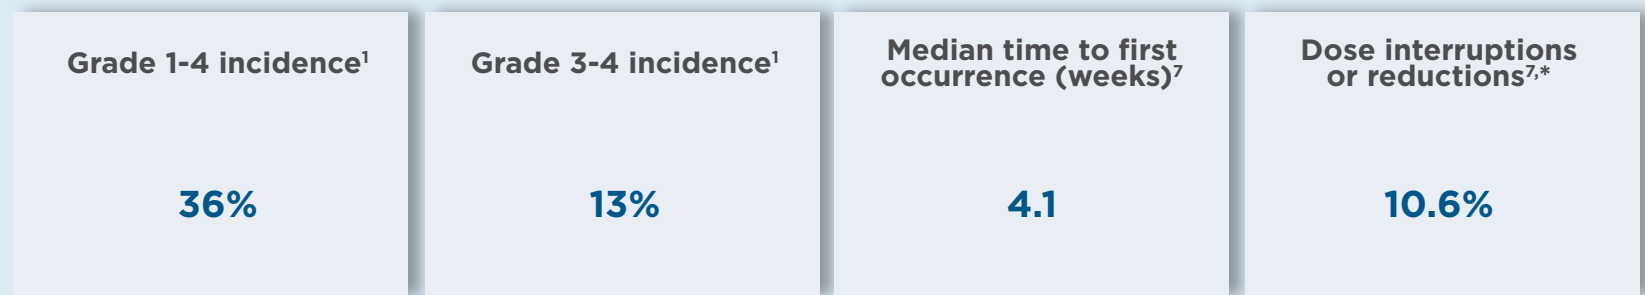 Grade 1-4 incidence¹
36%
Grade 3-4 incidence¹
13%
Median time to first
occurrence (weeks)⁷
4.1
Dose interruptions
or reductions⁷,*
10.6%